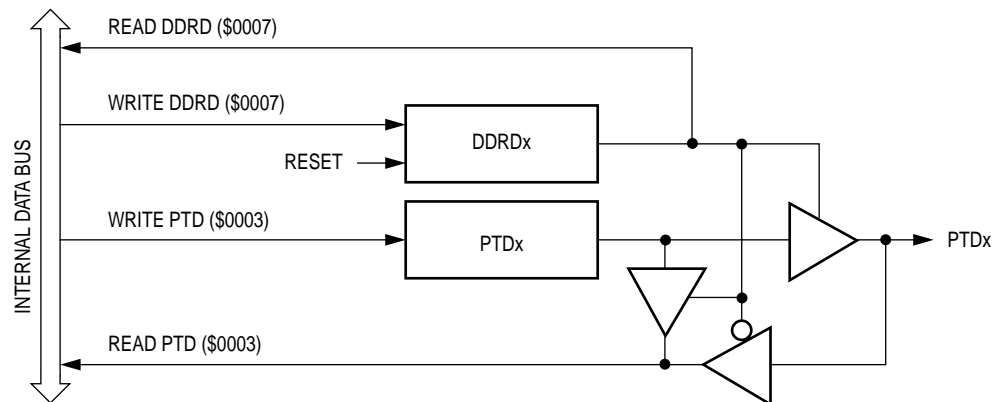 READ DDRD ($0007)
WRITE DDRD ($0007)
DDRDx
RESET
INTERNAL DATA BUS
WRITE PTD ($0003)
PTDx
PTDx
READ PTD ($0003)